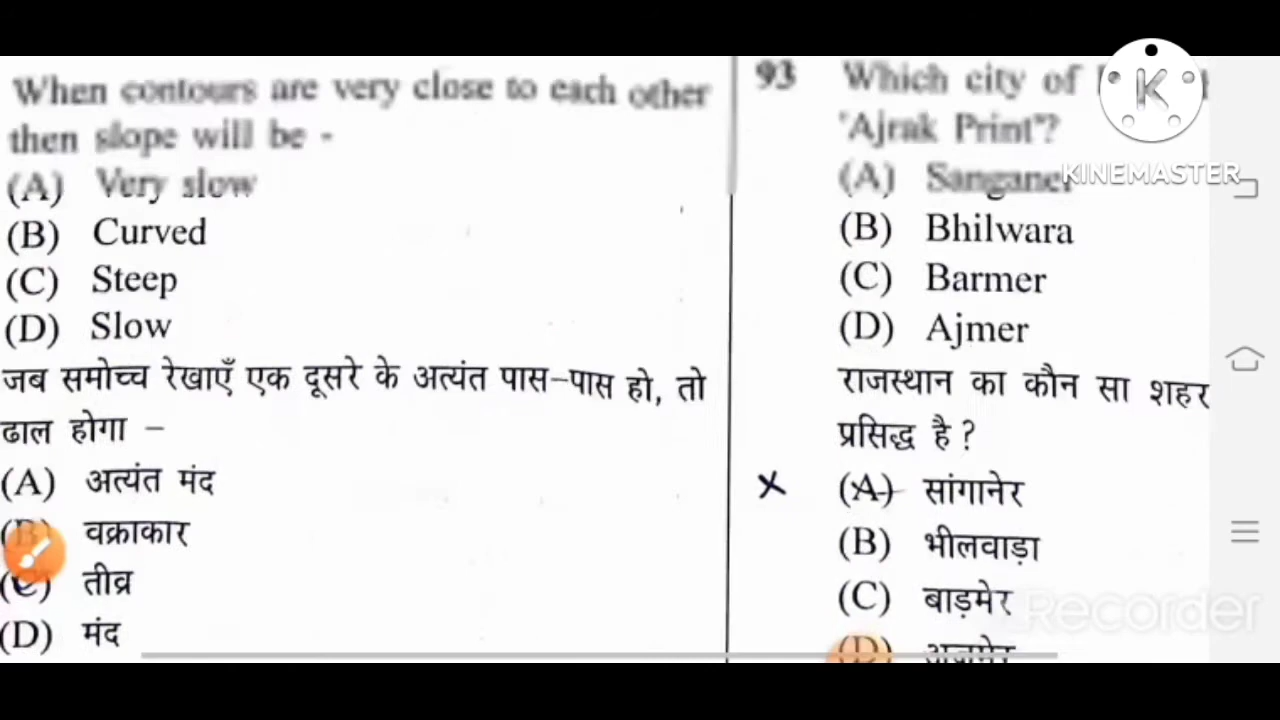 When contours are very close to each other
then slope will be -
(A) Very slow
(B) Curved
(C) Steep
(D) Slow
जब समोच्च रेखाएँ एक दूसरे के अत्यंत पास-पास हो, तो
ढाल होगा -
(A) अत्यंत मंद
(B) वक्राकार
(C) तीव्र
(D) मंद
93 Which city of
'Ajrak Print'?
(A) Sanganer
(B) Bhilwara
(C) Barmer
(D) Ajmer
राजस्थान का कौन सा शहर
प्रसिद्ध है ?
x (A) सांगानेर
(B) भीलवाड़ा
(C) बाड़मेर
(D) अजमेर
K
KINEMASTER
Recorder